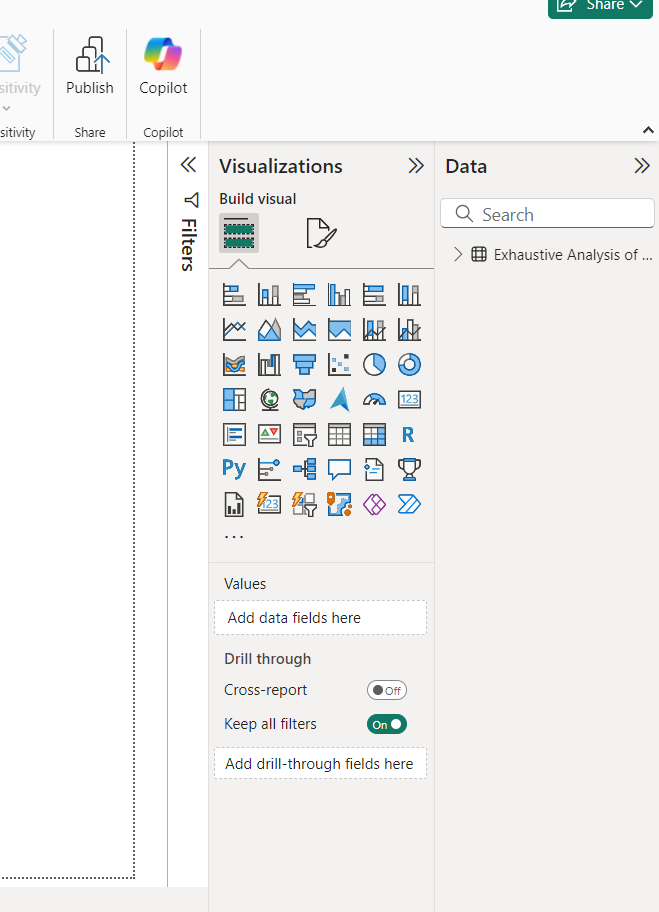 Share
sitivity
Publish
Copilot
sitivity
Share
Copilot
Filters
Visualizations
Build visual
123
R
Py
123
...
Values
Add data fields here
Drill through
Cross-report
Off
Keep all filters
On
Add drill-through fields here
Data
Search
Exhaustive Analysis of ...